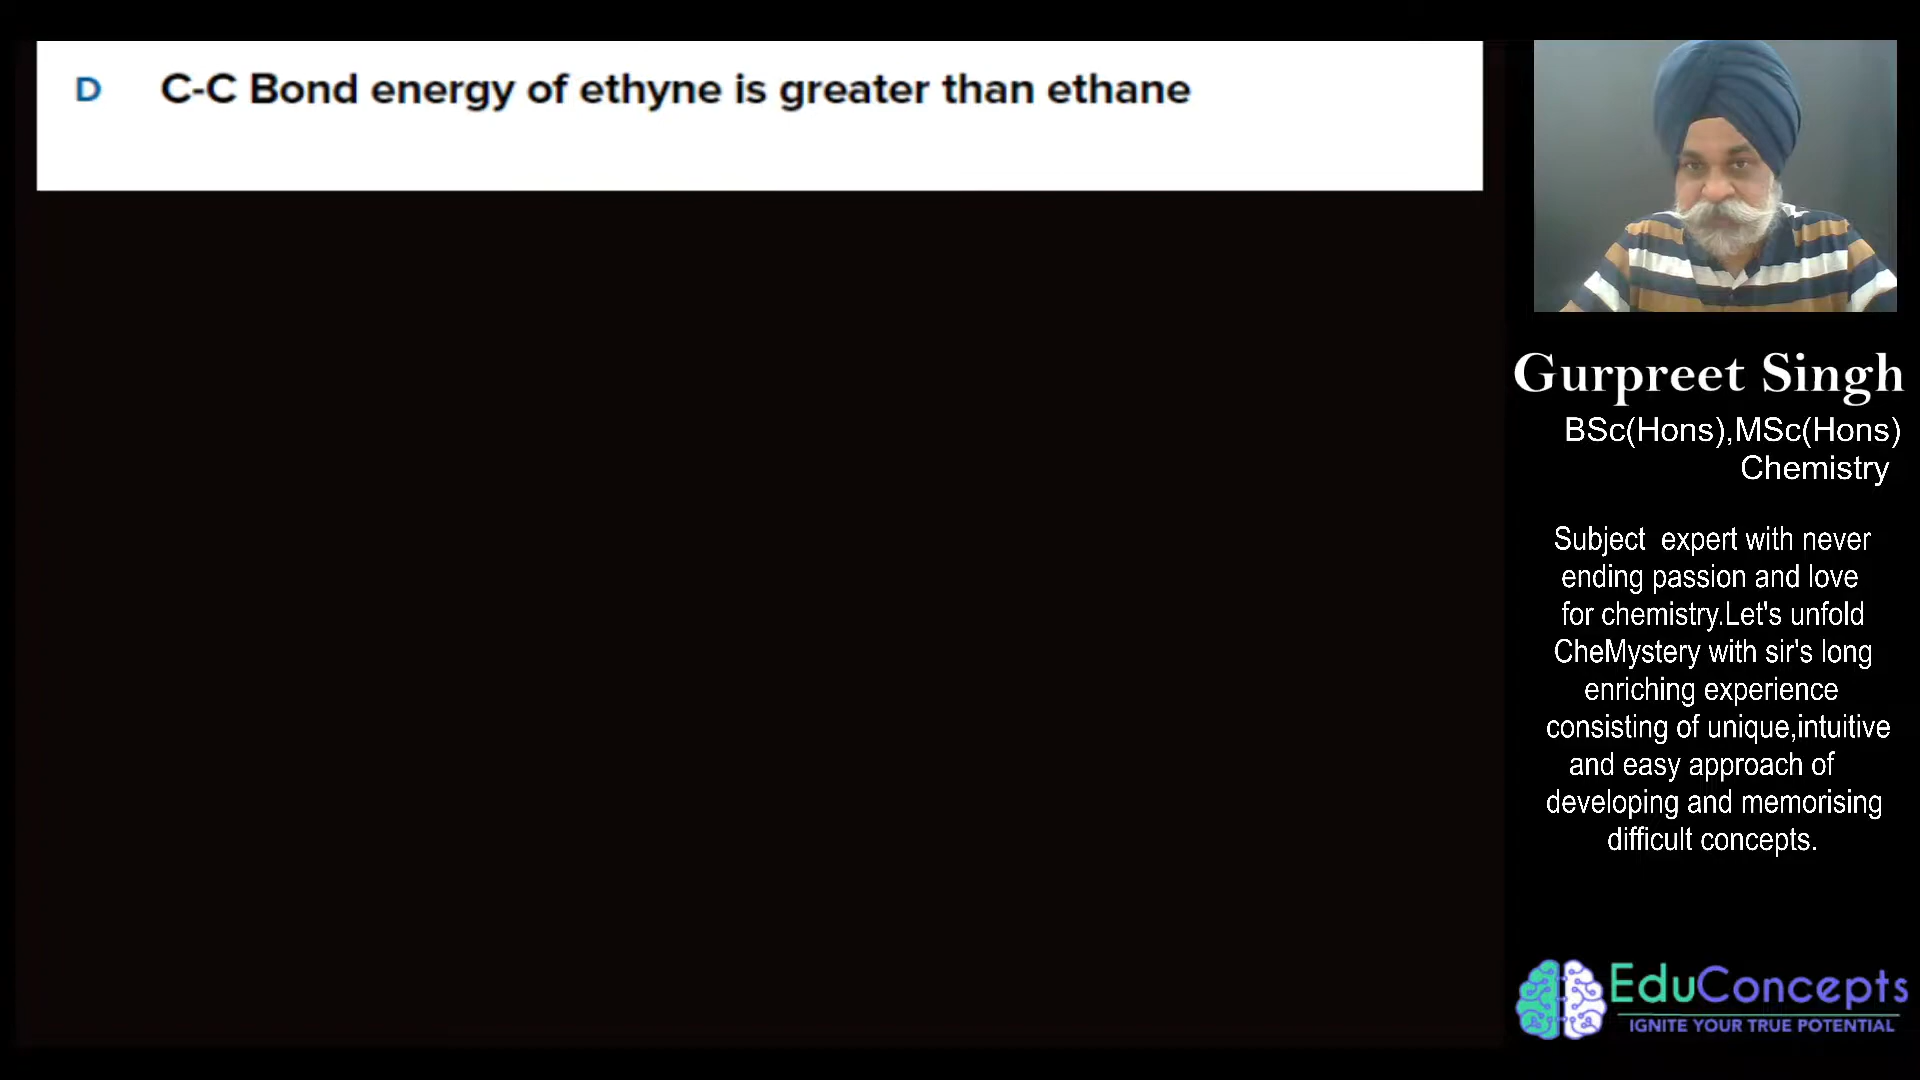 D C-C Bond energy of ethyne is greater than ethane
Gurpreet Singh
BSc(Hons),MSc(Hons)
Chemistry
Subject expert with never
ending passion and love
for chemistry.Let's unfold
CheMystery with sir's long
enriching experience
consisting of unique,intuitive
and easy approach of
developing and memorising
difficult concepts.
EduConcepts
IGNITE YOUR TRUE POTENTIAL